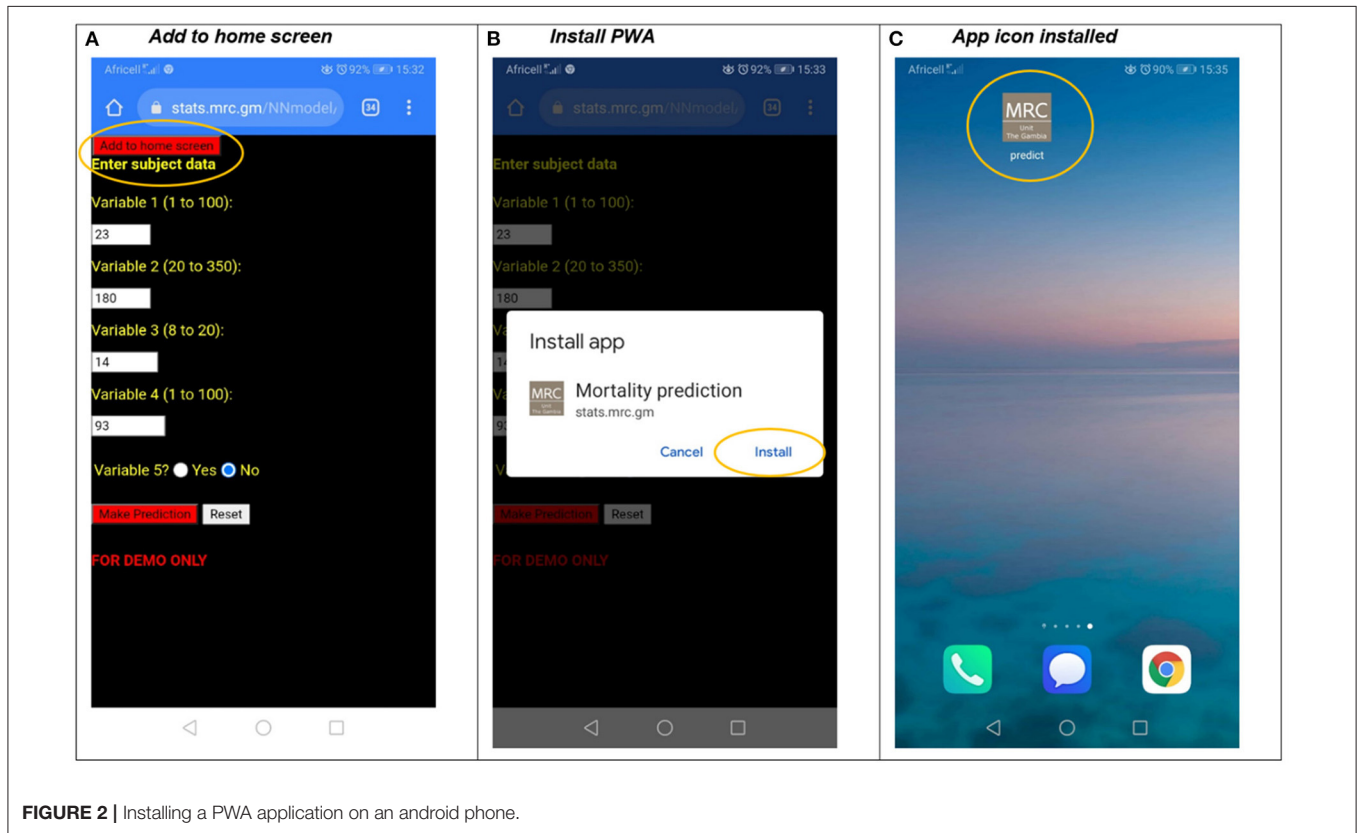 A Add to home screen
Africell 92% 15:32
stats.mrc.gm/NNmodel/ 34
Add to home screen
Enter subject data
Variable 1 (1 to 100):
23
Variable 2 (20 to 350):
180
Variable 3 (8 to 20):
14
Variable 4 (1 to 100):
93
Variable 5? Yes No
Make Prediction Reset
FOR DEMO ONLY
B Install PWA
Africell 92% 15:33
stats.mrc.gm/NNmodel/ 34
Enter subject data
Variable 1 (1 to 100):
23
Variable 2 (20 to 350):
180
Install app
MRC
Unit
The Gambia
Mortality prediction
stats.mrc.gm
Cancel Install
Make Prediction Reset
FOR DEMO ONLY
C App icon installed
Africell 90% 15:35
MRC
Unit
The Gambia
predict
FIGURE 2 | Installing a PWA application on an android phone.